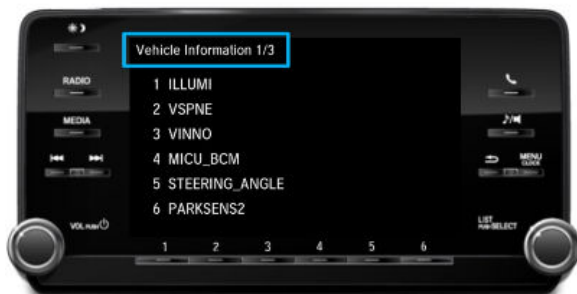 RADIO
MEDIA
VOL PUSH
Vehicle Information 1/3
1 ILLUMI
2 VSPNE
3 VINNO
4 MICU_BCM
5 STEERING_ANGLE
6 PARKSENS2
1 2 3 4 5 6
MENU
CLOCK
LIST
PUSH SELECT